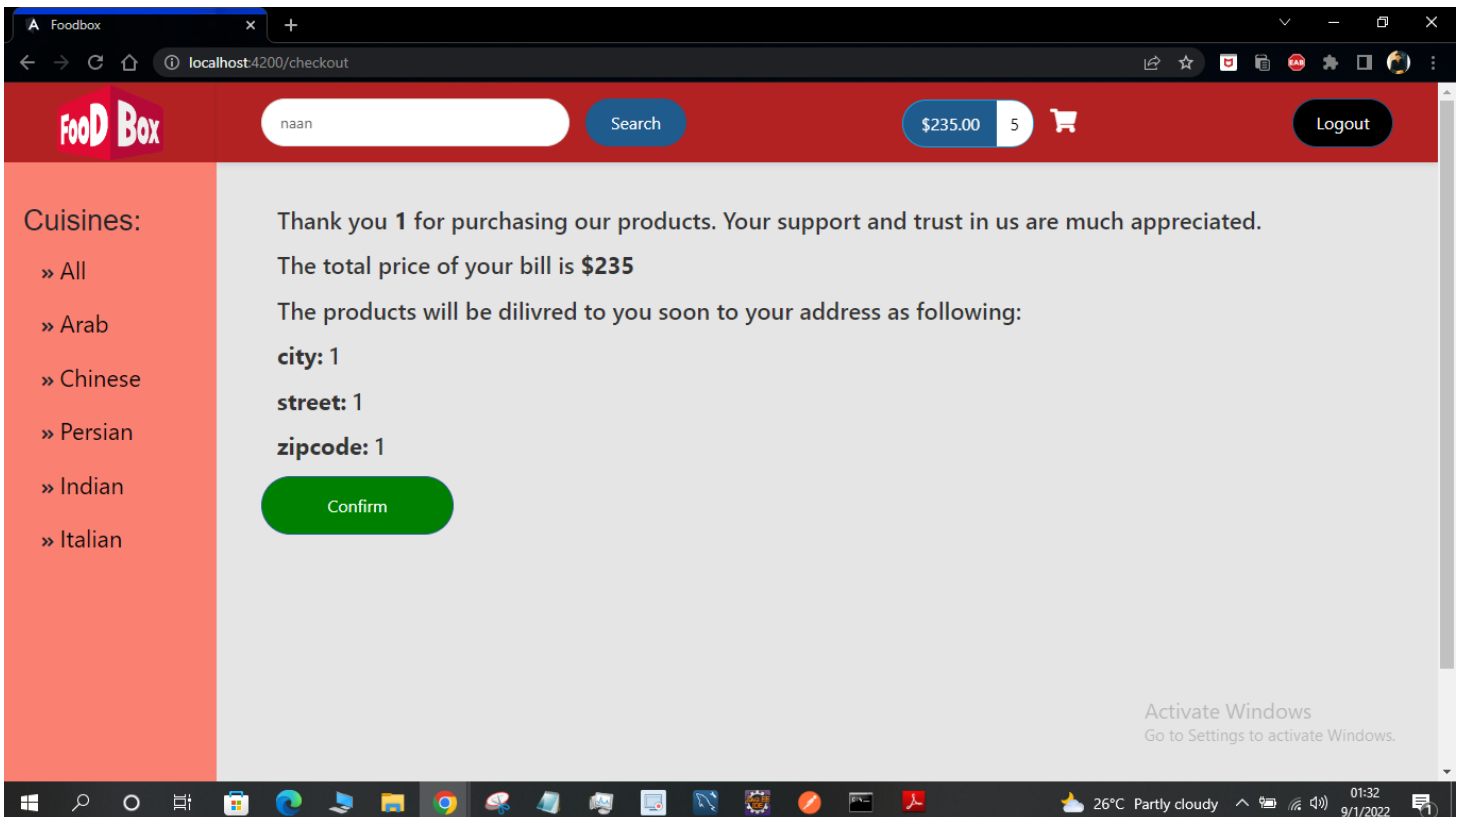 Foodbox
localhost:4200/checkout
FooD Box
naan
Search
$235.00 5
Logout
Cuisines:
» All
» Arab
» Chinese
» Persian
» Indian
» Italian
Thank you 1 for purchasing our products. Your support and trust in us are much appreciated.
The total price of your bill is $235
The products will be dilivred to you soon to your address as following:
city: 1
street: 1
zipcode: 1
Confirm
Activate Windows
Go to Settings to activate Windows.
26°C Partly cloudy
01:32
9/1/2022